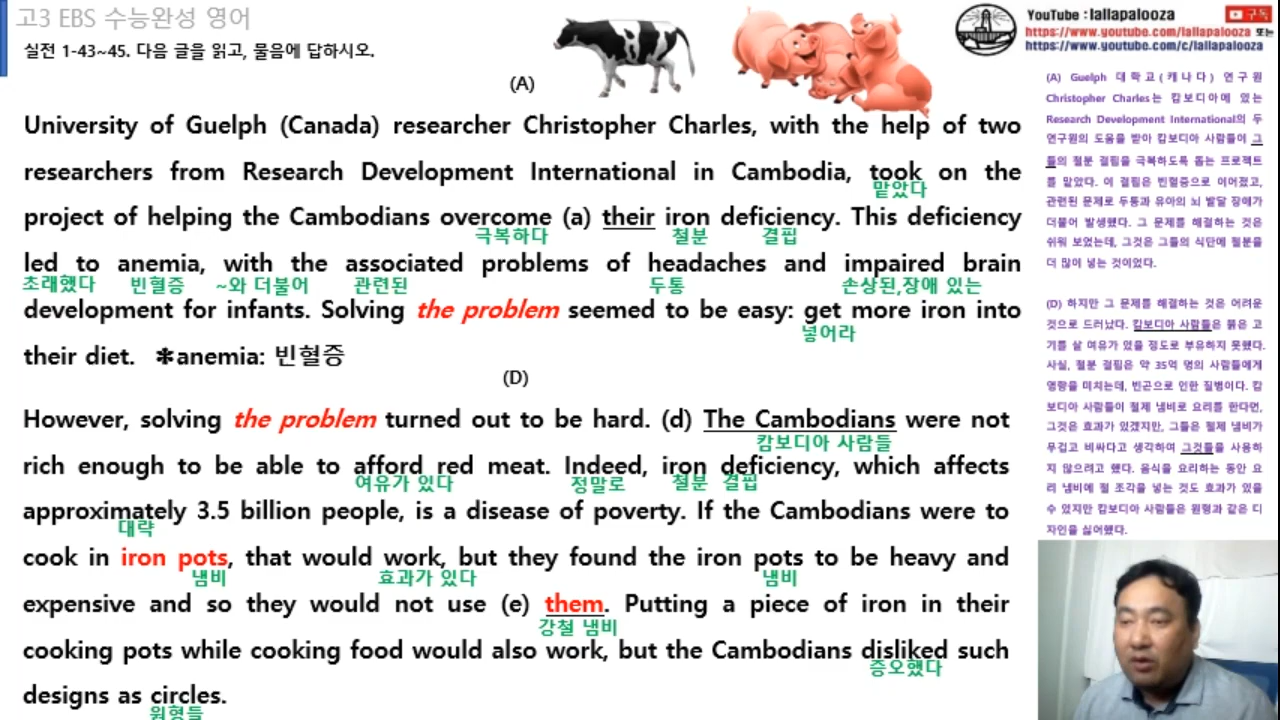 고3 EBS 수능완성 영어
실전 1-43~45. 다음 글을 읽고, 물음에 답하시오.
YouTube : lallapalooza
구독
https://www.youtube.com/lallapalooza 또는
https://www.youtube.com/c/lallapalooza
(A)
University of Guelph (Canada) researcher Christopher Charles, with the help of two
researchers from Research Development International in Cambodia, took on the
맡았다
project of helping the Cambodians overcome (a) their iron deficiency. This deficiency
극복하다 철분 결핍
led to anemia, with the associated problems of headaches and impaired brain
초래했다 빈혈증 ~와 더불어 관련된 두통 손상된,장애 있는
development for infants. Solving the problem seemed to be easy: get more iron into
넣어라
their diet. ✻anemia: 빈혈증
(D)
However, solving the problem turned out to be hard. (d) The Cambodians were not
캄보디아 사람들
rich enough to be able to afford red meat. Indeed, iron deficiency, which affects
여유가 있다 정말로 철분 결핍
approximately 3.5 billion people, is a disease of poverty. If the Cambodians were to
대략
cook in iron pots, that would work, but they found the iron pots to be heavy and
냄비 효과가 있다 냄비
expensive and so they would not use (e) them. Putting a piece of iron in their
강철 냄비
cooking pots while cooking food would also work, but the Cambodians disliked such
증오했다
designs as circles.
원형들
(A) Guelph 대학교(캐나다) 연구원
Christopher Charles는 캄보디아에 있는
Research Development International의 두
연구원의 도움을 받아 캄보디아 사람들이 그
들의 철분 결핍을 극복하도록 돕는 프로젝트
를 맡았다. 이 결핍은 빈혈증으로 이어졌고,
관련된 문제로 두통과 유아의 뇌 발달 장애가
더불어 발생했다. 그 문제를 해결하는 것은
쉬워 보였는데, 그것은 그들의 식단에 철분을
더 많이 넣는 것이었다.
(D) 하지만 그 문제를 해결하는 것은 어려운
것으로 드러났다. 캄보디아 사람들은 붉은 고
기를 살 여유가 있을 정도로 부유하지 못했다.
사실, 철분 결핍은 약 35억 명의 사람들에게
영향을 미치는데, 빈곤으로 인한 질병이다. 캄
보디아 사람들이 철제 냄비로 요리를 한다면,
그것은 효과가 있겠지만, 그들은 철제 냄비가
무겁고 비싸다고 생각하여 그것들을 사용하
지 않으려고 했다. 음식을 요리하는 동안 요
리 냄비에 철 조각을 넣는 것도 효과가 있을
수 있지만 캄보디아 사람들은 원형과 같은 디
자인을 싫어했다.